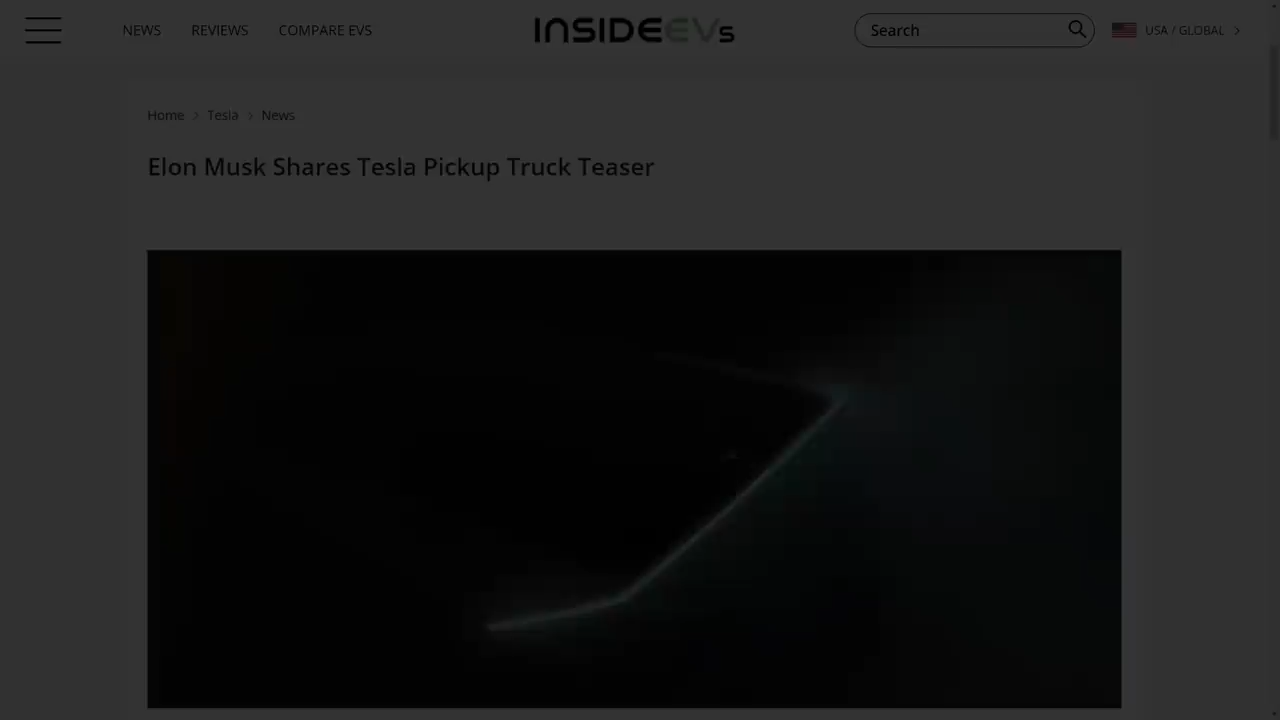 NEWS REVIEWS COMPARE EVS INSIDEEVs Search USA / GLOBAL
Home Tesla News
Elon Musk Shares Tesla Pickup Truck Teaser